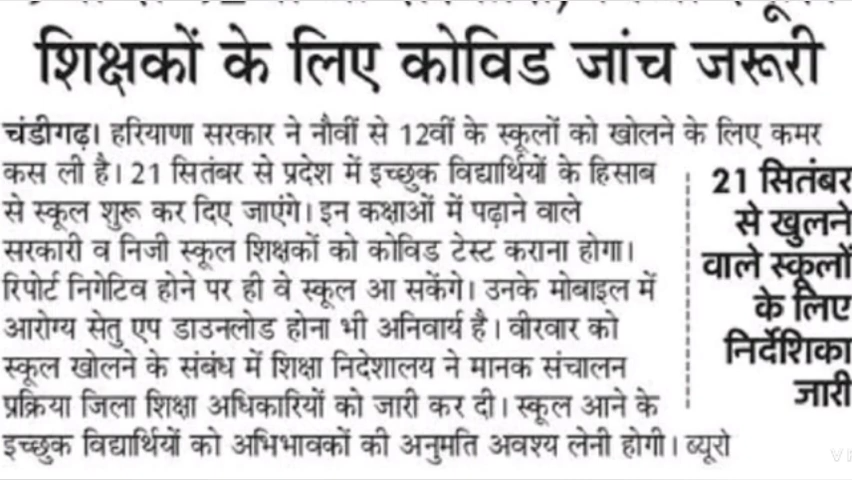 शिक्षकों के लिए कोविड जांच जरूरी
चंडीगढ़। हरियाणा सरकार ने नौवीं से 12वीं के स्कूलों को खोलने के लिए कमर
कस ली है। 21 सितंबर से प्रदेश में इच्छुक विद्यार्थियों के हिसाब
से स्कूल शुरू कर दिए जाएंगे। इन कक्षाओं में पढ़ाने वाले
सरकारी व निजी स्कूल शिक्षकों को कोविड टेस्ट कराना होगा।
रिपोर्ट निगेटिव होने पर ही वे स्कूल आ सकेंगे। उनके मोबाइल में
आरोग्य सेतु एप डाउनलोड होना भी अनिवार्य है। वीरवार को
स्कूल खोलने के संबंध में शिक्षा निदेशालय ने मानक संचालन
प्रक्रिया जिला शिक्षा अधिकारियों को जारी कर दी। स्कूल आने के
इच्छुक विद्यार्थियों को अभिभावकों की अनुमति अवश्य लेनी होगी। ब्यूरो
21 सितंबर
से खुलने
वाले स्कूलों
के लिए
निर्देशिका
जारी